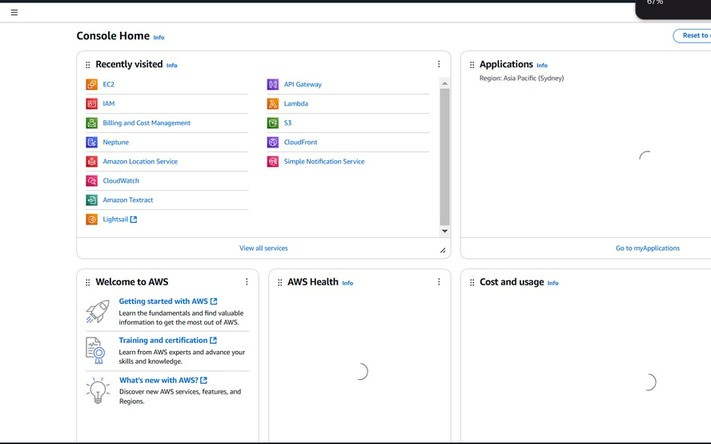 67%
Console Home Info
Reset to
Recently visited Info
EC2
IAM
Billing and Cost Management
Neptune
Amazon Location Service
CloudWatch
Amazon Textract
Lightsail
API Gateway
Lambda
S3
CloudFront
Simple Notification Service
View all services
Applications Info
Region: Asia Pacific (Sydney)
Go to myApplications
Welcome to AWS
Getting started with AWS
Learn the fundamentals and find valuable
information to get the most out of AWS.
Training and certification
Learn from AWS experts and advance your
skills and knowledge.
What's new with AWS?
Discover new AWS services, features, and
Regions.
AWS Health Info
Cost and usage Info